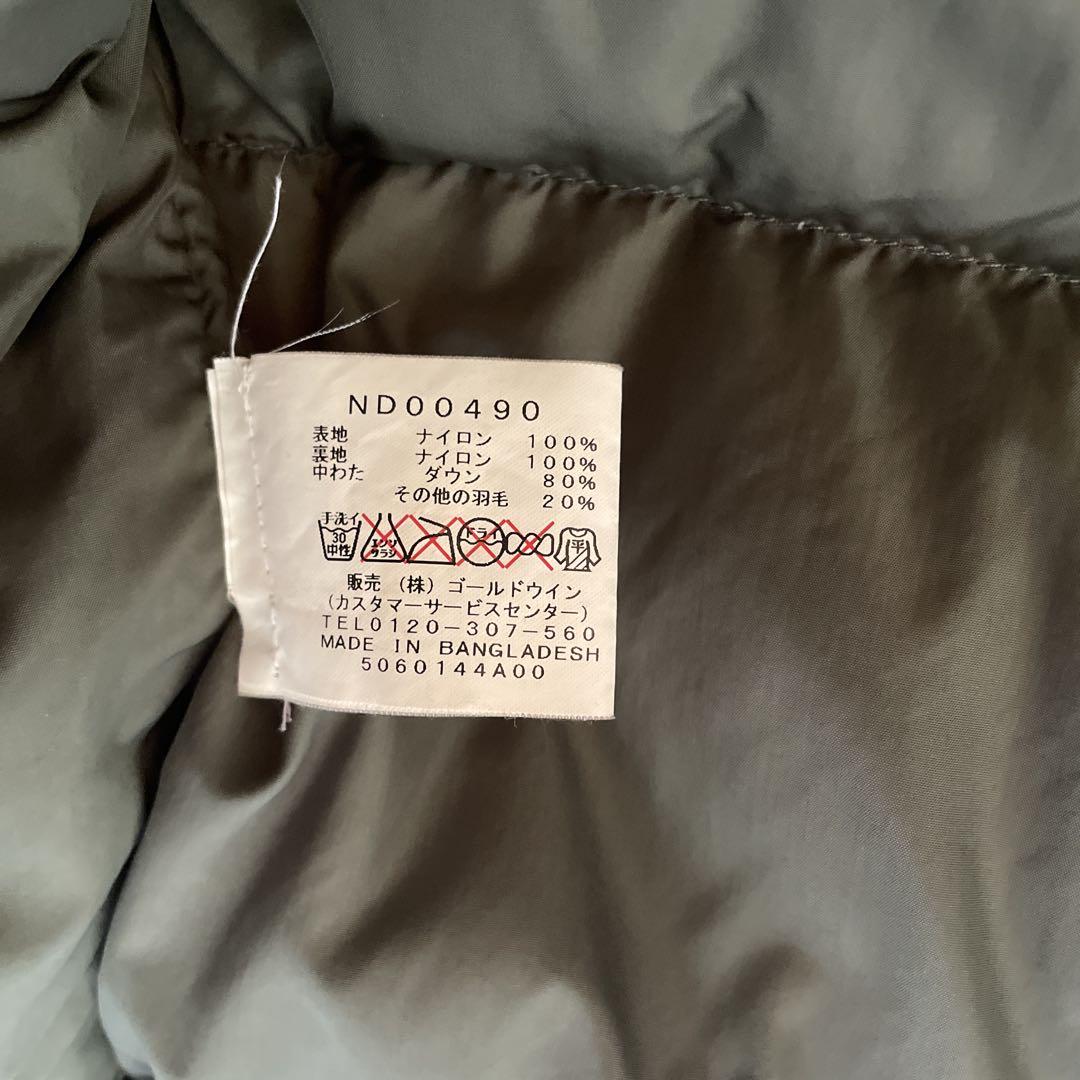 ND00490
表地 ナイロン 100%
裏地 ナイロン 100%
中わた ダウン 80%
その他の羽毛 20%
手洗イ 30 中性 エンソ サラシ ドライ 平
販売 (株) ゴールドウイン
(カスタマーサービスセンター)
TEL0120-307-560
MADE IN BANGLADESH
5060144A00